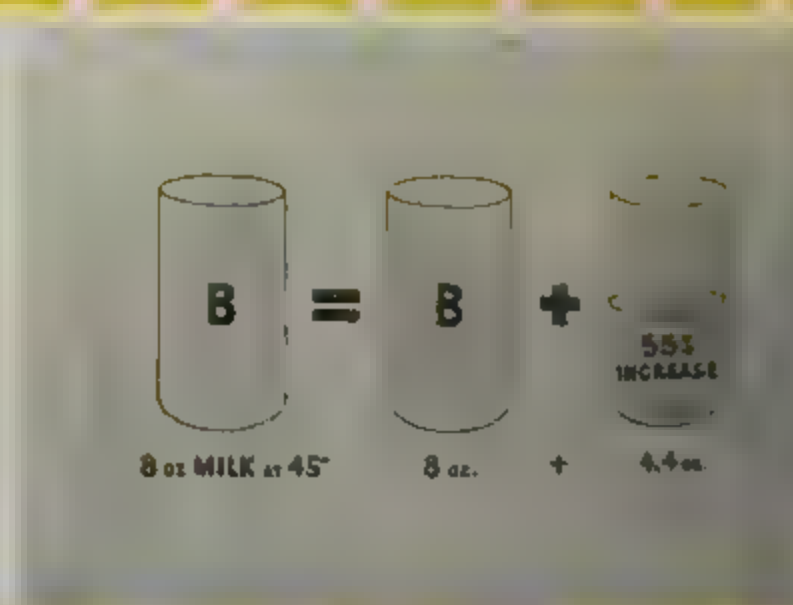 B = B +
55%
INCREASE
8 oz MILK AT 45° 8 oz. + 4.4 oz.